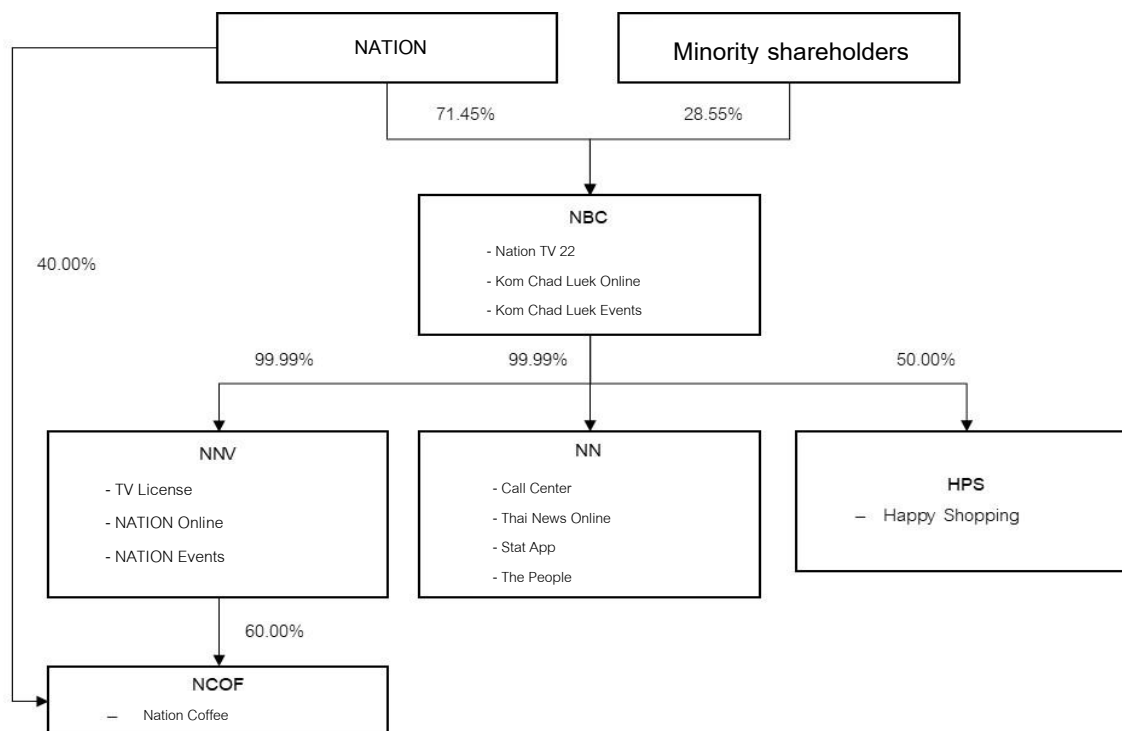 NATION
Minority shareholders
71.45%
28.55%
NBC
- Nation TV 22
- Kom Chad Luek Online
- Kom Chad Luek Events
40.00%
99.99%
99.99%
50.00%
NNV
- TV License
- NATION Online
- NATION Events
NN
- Call Center
- Thai News Online
- Stat App
- The People
HPS
– Happy Shopping
60.00%
NCOF
– Nation Coffee